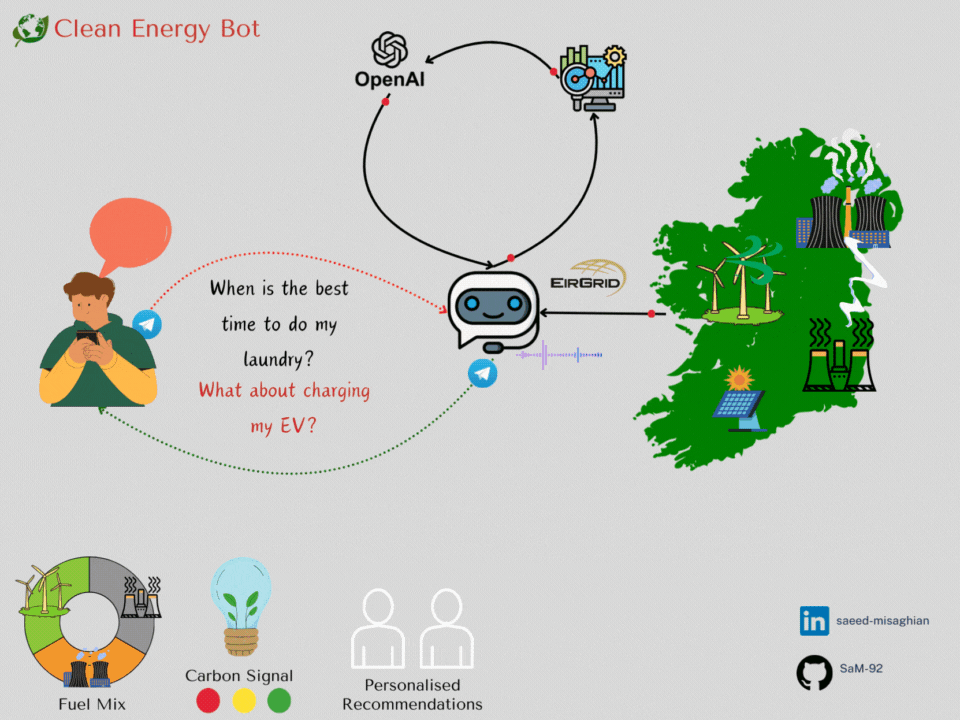 Clean Energy Bot
OpenAI
When is the best
time to do my
laundry?
What about charging
my EV?
EIRGRID
Fuel Mix
Carbon Signal
Personalised
Recommendations
in
saeed-misaghian
SaM-92